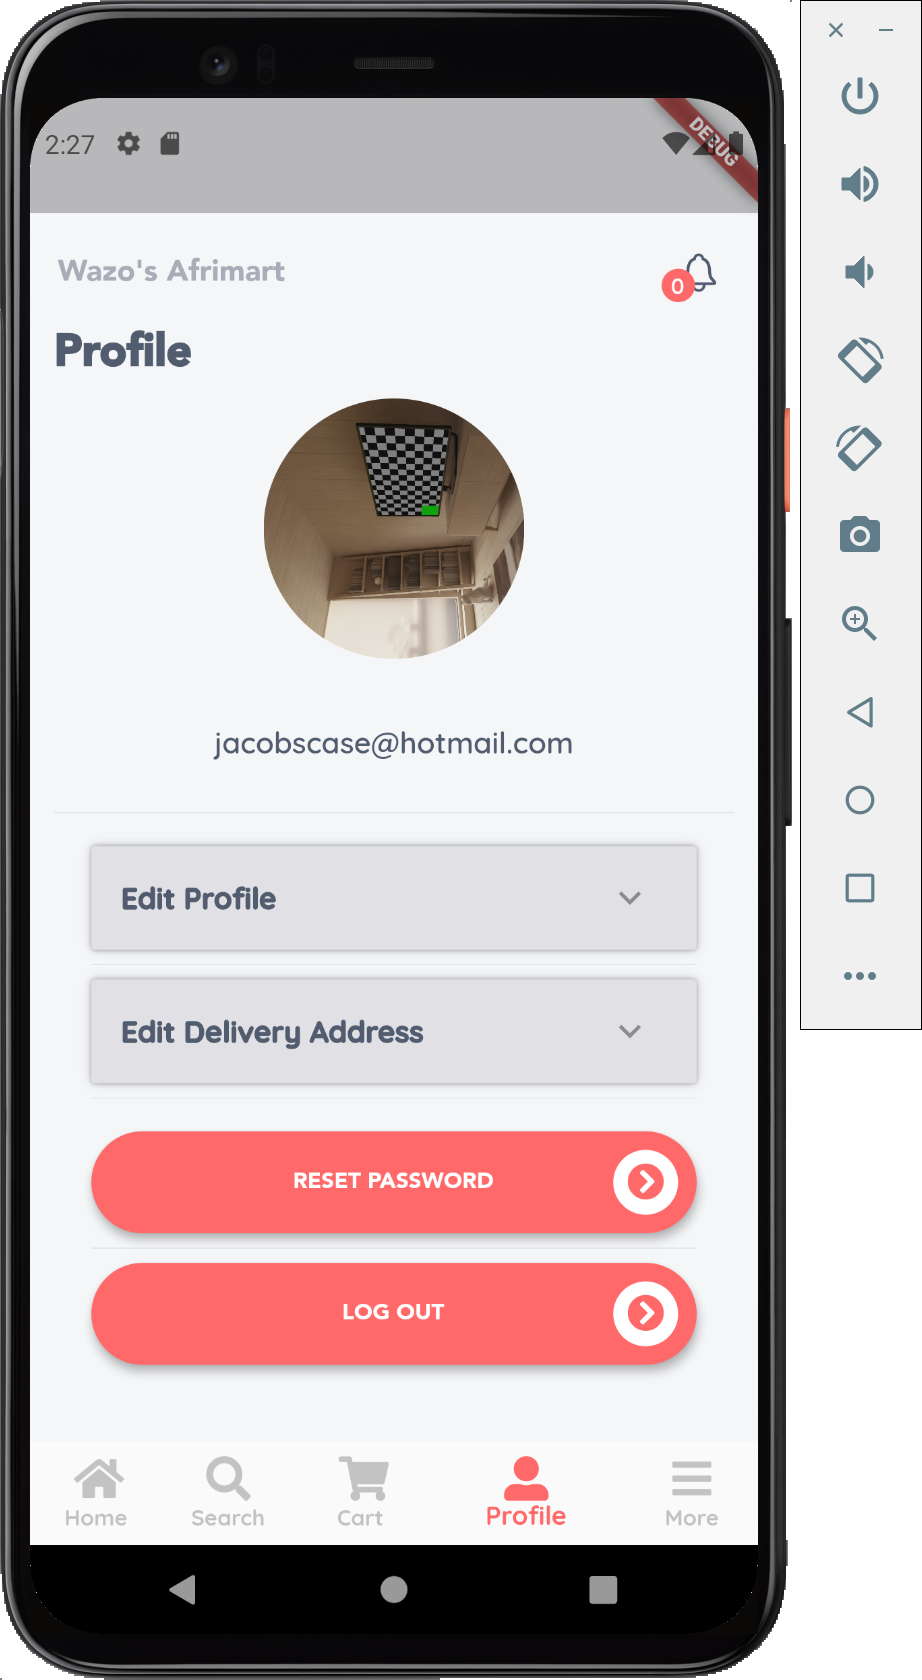 2:27
DEBUG
Wazo's Afrimart
0
Profile
jacobscase@hotmail.com
Edit Profile
Edit Delivery Address
RESET PASSWORD
LOG OUT
Home Search Cart Profile More